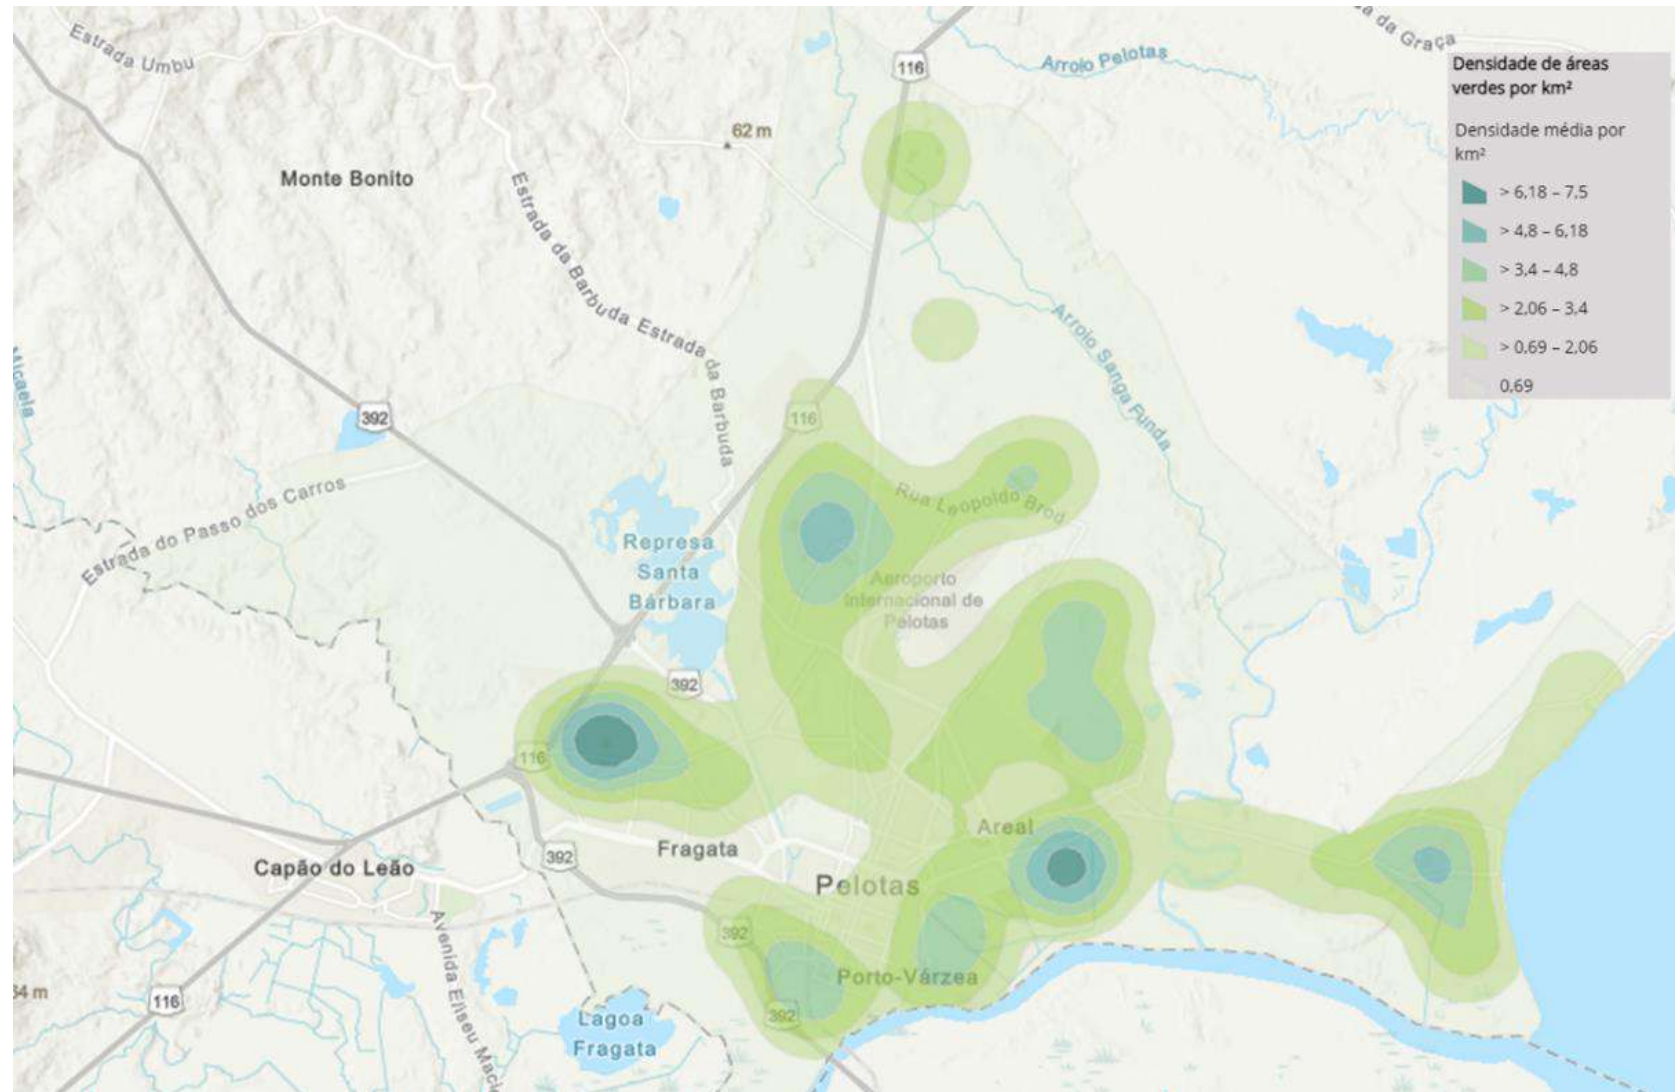 Estrada Umbu
116
Arroio Pelotas
da Graça
Densidade de áreas
verdes por km²
Densidade média por
km²
> 6,18 – 7,5
> 4,8 – 6,18
> 3,4 – 4,8
> 2,06 – 3,4
> 0,69 – 2,06
0,69
62 m
Monte Bonito
Estrada da Barbuda
Estrada da Barbuda
Arroio Sanga Funda
Micaela
392
116
Estrada do Passo dos Carros
Rua Leopoldo Brod
Represa
Santa
Bárbara
Aeroporto
Internacional de
Pelotas
392
116
Areal
Fragata
392
Capão do Leão
Pelotas
392
Porto-Várzea
Avenida Eliseu Maci
116
392
Lagoa
Fragata